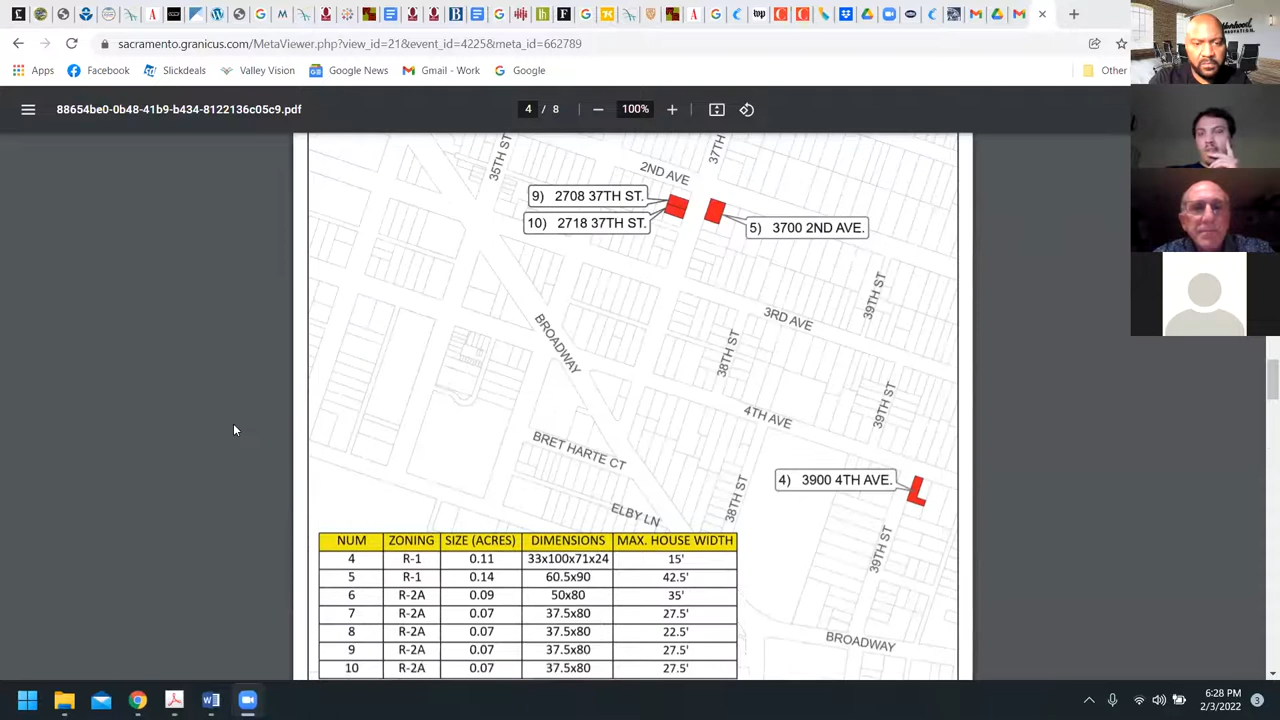 sacramento.granicus.com/MetaViewer.php?view_id=21&event_id=4225&meta_id=662789
Apps Facebook Slickdeals Valley Vision Google News Gmail - Work Google Other
88654be0-0b48-41b9-b434-8122136c05c9.pdf 4 / 8 100%
35TH ST
37TH
2ND AVE
9) 2708 37TH ST.
10) 2718 37TH ST.
5) 3700 2ND AVE.
39TH ST
3RD AVE
BROADWAY
38TH ST
39TH ST
4TH AVE
BRET HARTE CT
4) 3900 4TH AVE.
38TH ST
ELBY LN
39TH ST
BROADWAY
NUM ZONING SIZE (ACRES) DIMENSIONS MAX. HOUSE WIDTH
4 R-1 0.11 33x100x71x24 15'
5 R-1 0.14 60.5x90 42.5'
6 R-2A 0.09 50x80 35'
7 R-2A 0.07 37.5x80 27.5'
8 R-2A 0.07 37.5x80 22.5'
9 R-2A 0.07 37.5x80 27.5'
10 R-2A 0.07 37.5x80 27.5'
6:28 PM
2/3/2022
3